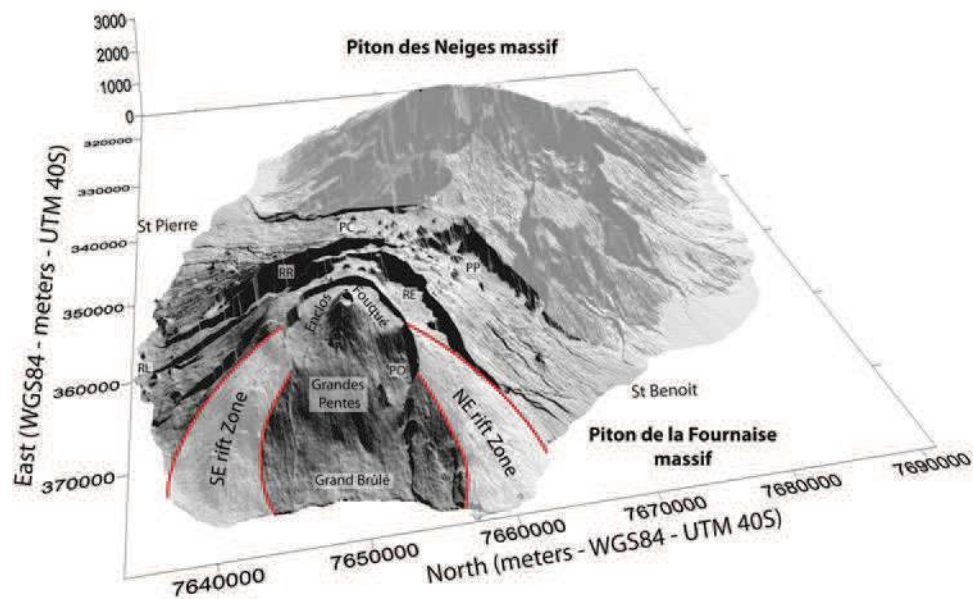 3000
2000
1000
0
Piton des Neiges massif
320000
330000
340000
350000
360000
370000
East (WGS84 - meters - UTM 40S)
St Pierre
PC
PP
RR
RE
Enclos
Fouqué
RL
PO
Grandes
Pentes
SE rift Zone
NE rift Zone
St Benoit
Grand Brûlé
Piton de la Fournaise
massif
7640000
7650000
7660000
7670000
7680000
7690000
North (meters - WGS84 - UTM 40S)